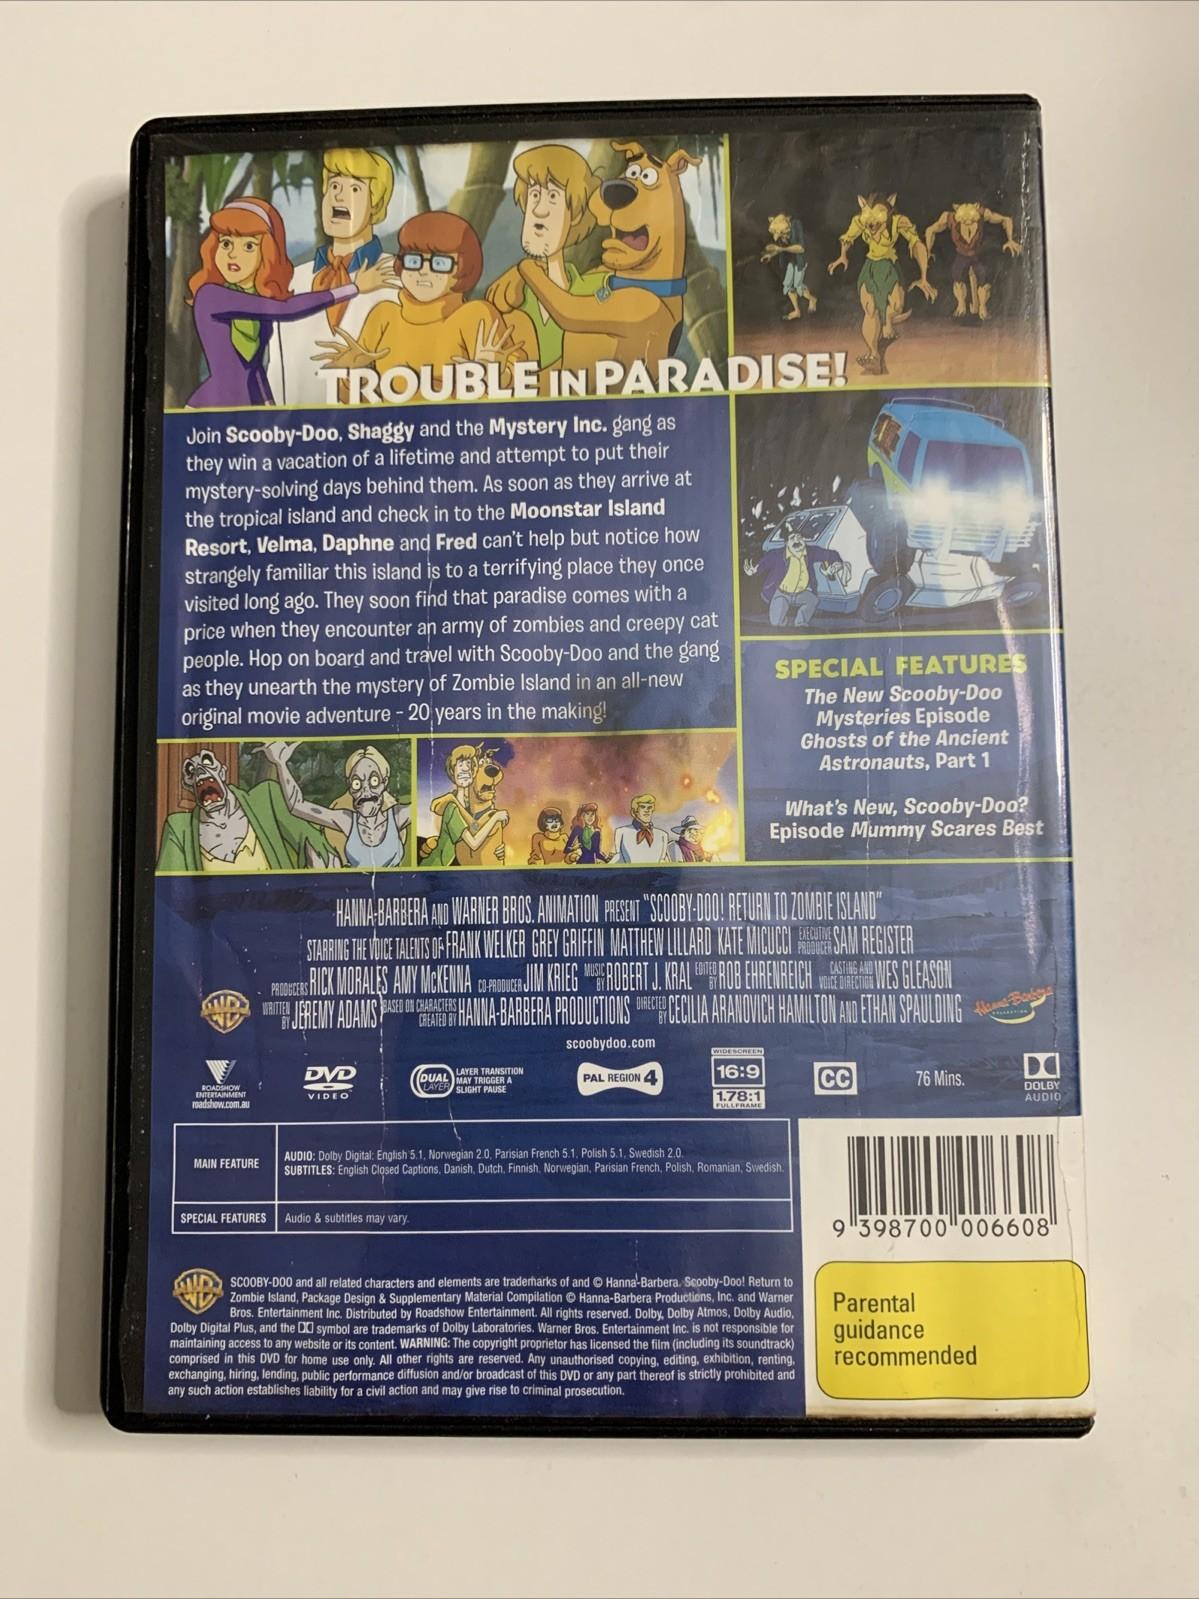 TROUBLE IN PARADISE!
Join Scooby-Doo, Shaggy and the Mystery Inc. gang as
they win a vacation of a lifetime and attempt to put their
mystery-solving days behind them. As soon as they arrive at
the tropical island and check in to the Moonstar Island
Resort, Velma, Daphne and Fred can't help but notice how
strangely familiar this island is to a terrifying place they once
visited long ago. They soon find that paradise comes with a
price when they encounter an army of zombies and creepy cat
people. Hop on board and travel with Scooby-Doo and the gang
as they unearth the mystery of Zombie Island in an all-new
original movie adventure - 20 years in the making!
SPECIAL FEATURES
The New Scooby-Doo
Mysteries Episode
Ghosts of the Ancient
Astronauts, Part 1
What's New, Scooby-Doo?
Episode Mummy Scares Best
HANNA-BARBERA AND WARNER BROS. ANIMATION PRESENT "SCOOBY-DOO! RETURN TO ZOMBIE ISLAND"
STARRING THE VOICE TALENTS OF FRANK WELKER GREY GRIFFIN MATTHEW LILLARD KATE MICUCCI EXECUTIVE PRODUCER SAM REGISTER
PRODUCERS RICK MORALES AMY McKENNA CO-PRODUCER JIM KRIEG MUSIC BY ROBERT J. KRAL EDITED BY ROB EHRENREICH CASTING AND VOICE DIRECTION WES GLEASON
WRITTEN BY JEREMY ADAMS BASED ON CHARACTERS CREATED BY HANNA-BARBERA PRODUCTIONS DIRECTED BY CECILIA ARANOVICH HAMILTON AND ETHAN SPAULDING
WB
Hanna-Barbera
COLLECTION
scoobydoo.com
ROADSHOW
ENTERTAINMENT
roadshow.com.au
DVD
VIDEO
DUAL
LAYER
LAYER TRANSITION
MAY TRIGGER A
SLIGHT PAUSE
PAL REGION 4
WIDESCREEN
16:9
1.78:1
FULLFRAME
CC
76 Mins.
DOLBY
AUDIO
MAIN FEATURE
AUDIO: Dolby Digital: English 5.1, Norwegian 2.0, Parisian French 5.1, Polish 5.1, Swedish 2.0.
SUBTITLES: English Closed Captions, Danish, Dutch, Finnish, Norwegian, Parisian French, Polish, Romanian, Swedish.
SPECIAL FEATURES
Audio & subtitles may vary.
9 398700 006608
WB
SCOOBY-DOO and all related characters and elements are trademarks of and © Hanna-Barbera. Scooby-Doo! Return to
Zombie Island, Package Design & Supplementary Material Compilation © Hanna-Barbera Productions, Inc. and Warner
Bros. Entertainment Inc. Distributed by Roadshow Entertainment. All rights reserved. Dolby, Dolby Atmos, Dolby Audio,
Dolby Digital Plus, and the DD symbol are trademarks of Dolby Laboratories. Warner Bros. Entertainment Inc. is not responsible for
maintaining access to any website or its content. WARNING: The copyright proprietor has licensed the film (including its soundtrack)
comprised in this DVD for home use only. All other rights are reserved. Any unauthorised copying, editing, exhibition, renting,
exchanging, hiring, lending, public performance diffusion and/or broadcast of this DVD or any part thereof is strictly prohibited and
any such action establishes liability for a civil action and may give rise to criminal prosecution.
Parental
guidance
recommended